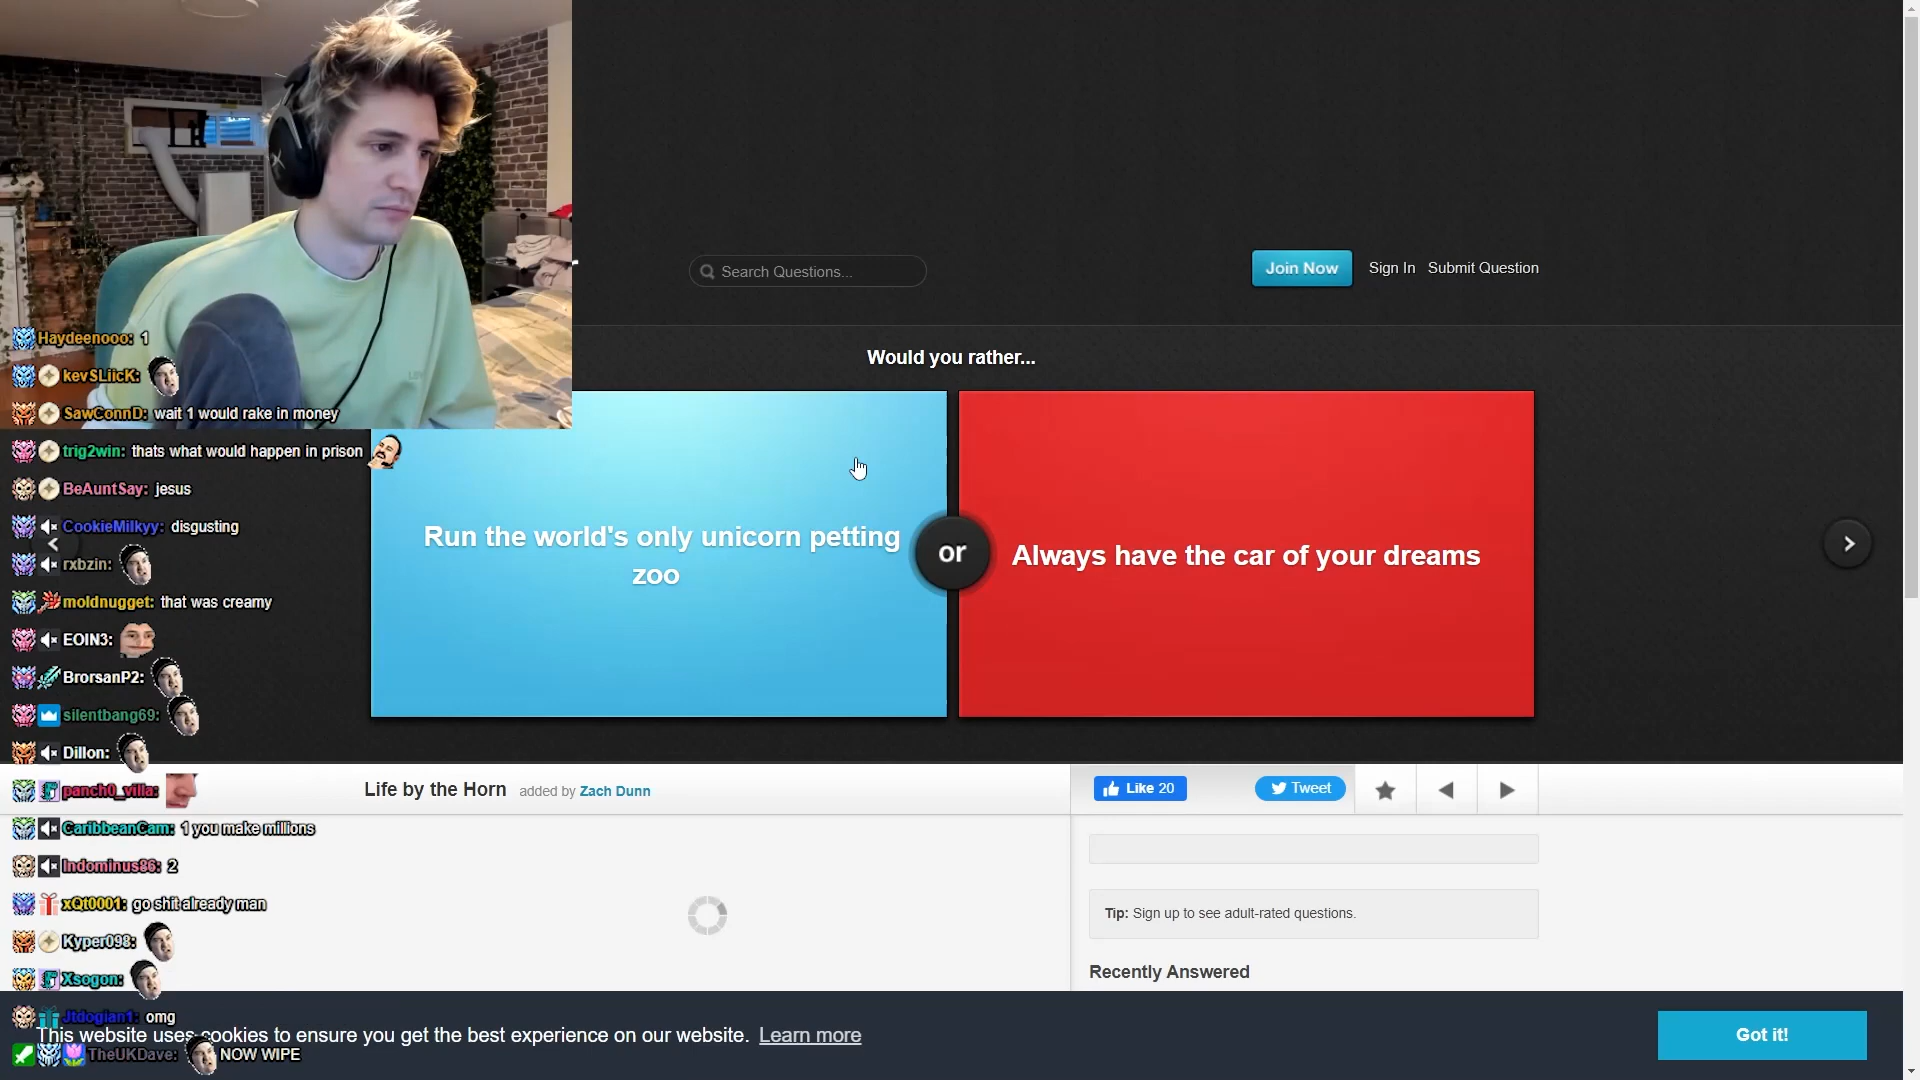 Search Questions...
Join Now
Sign In
Submit Question
Would you rather...
Run the world's only unicorn petting
zoo
or
Always have the car of your dreams
Haydeenooo: 1
kevSLiicK:
SawConnD: wait 1 would rake in money
trig2win: thats what would happen in prison
BeAuntSay: jesus
CookieMilkyy: disgusting
rxbzin:
moldnugget: that was creamy
EOIN3:
BrorsanP2:
silentbang69:
Dillon:
panch0_villa:
CaribbeanCam: 1 you make millions
Indominus86: 2
xQt0001: go shit already man
Kyper098:
Xsogon:
Jtdogian1: omg
TheUKDave: NOW WIPE
Life by the Horn added by Zach Dunn
Like 20
Tweet
Tip: Sign up to see adult-rated questions.
Recently Answered
This website uses cookies to ensure you get the best experience on our website. Learn more
Got it!